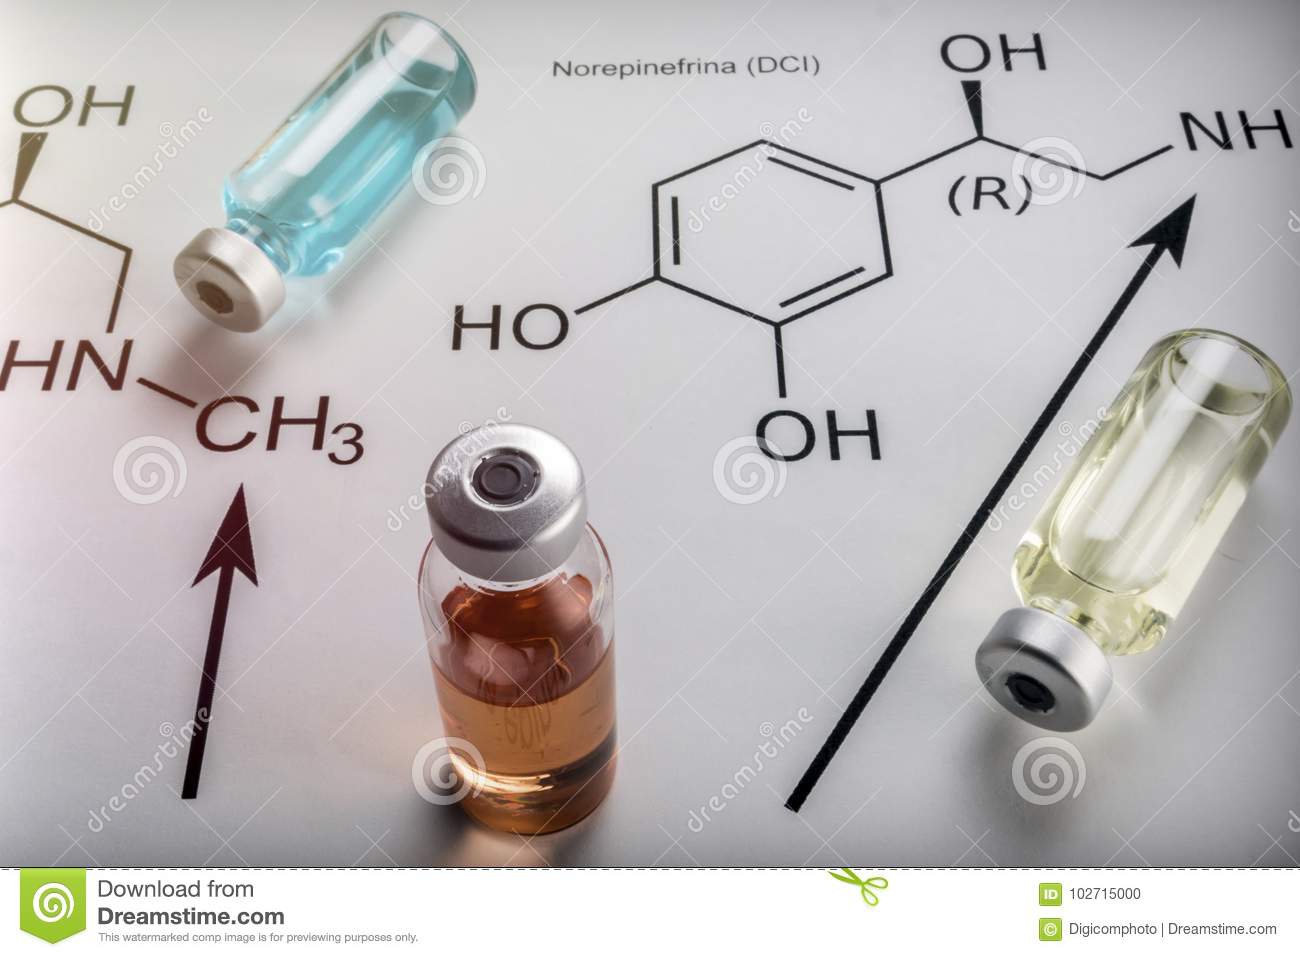 Norepinefrina (DCI)
OH
OH
NH
(R)
HO
HN
CH3
OH
dreamstime
Download from
Dreamstime.com
This watermarked comp image is for previewing purposes only.
ID 102715000
© Digicomphoto | Dreamstime.com